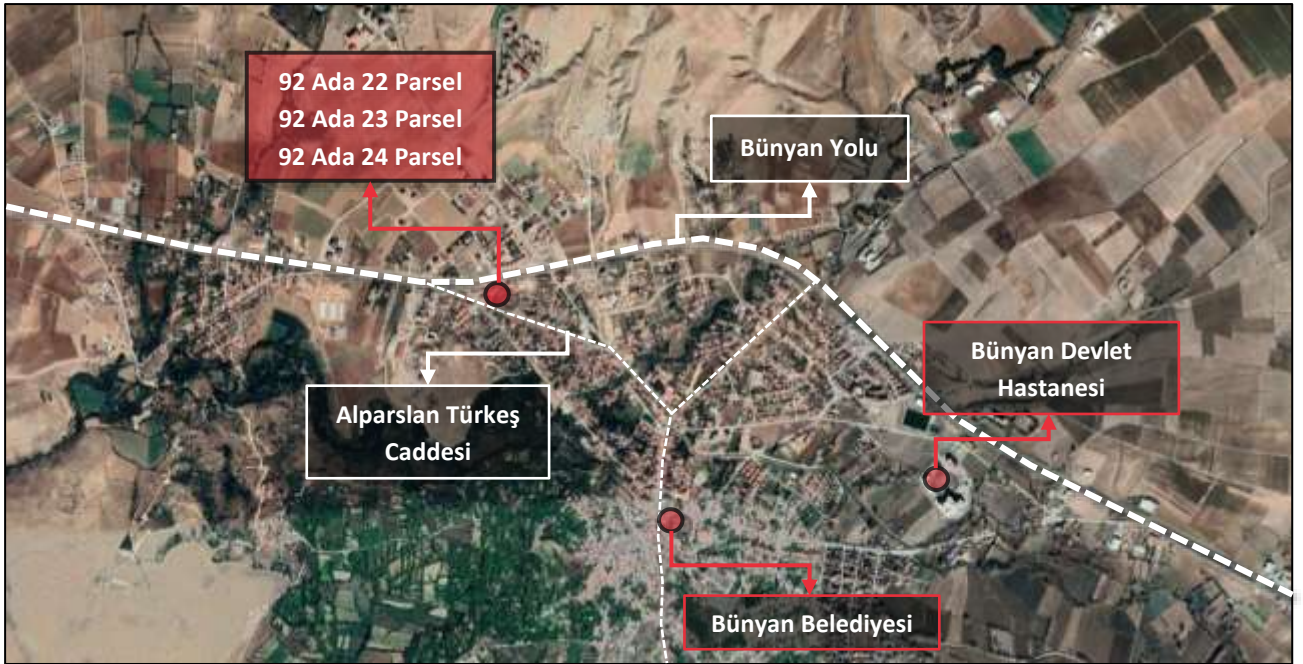 92 Ada 22 Parsel
92 Ada 23 Parsel
92 Ada 24 Parsel
Bünyan Yolu
Bünyan Devlet
Hastanesi
Alparslan Türkeş
Caddesi
Bünyan Belediyesi